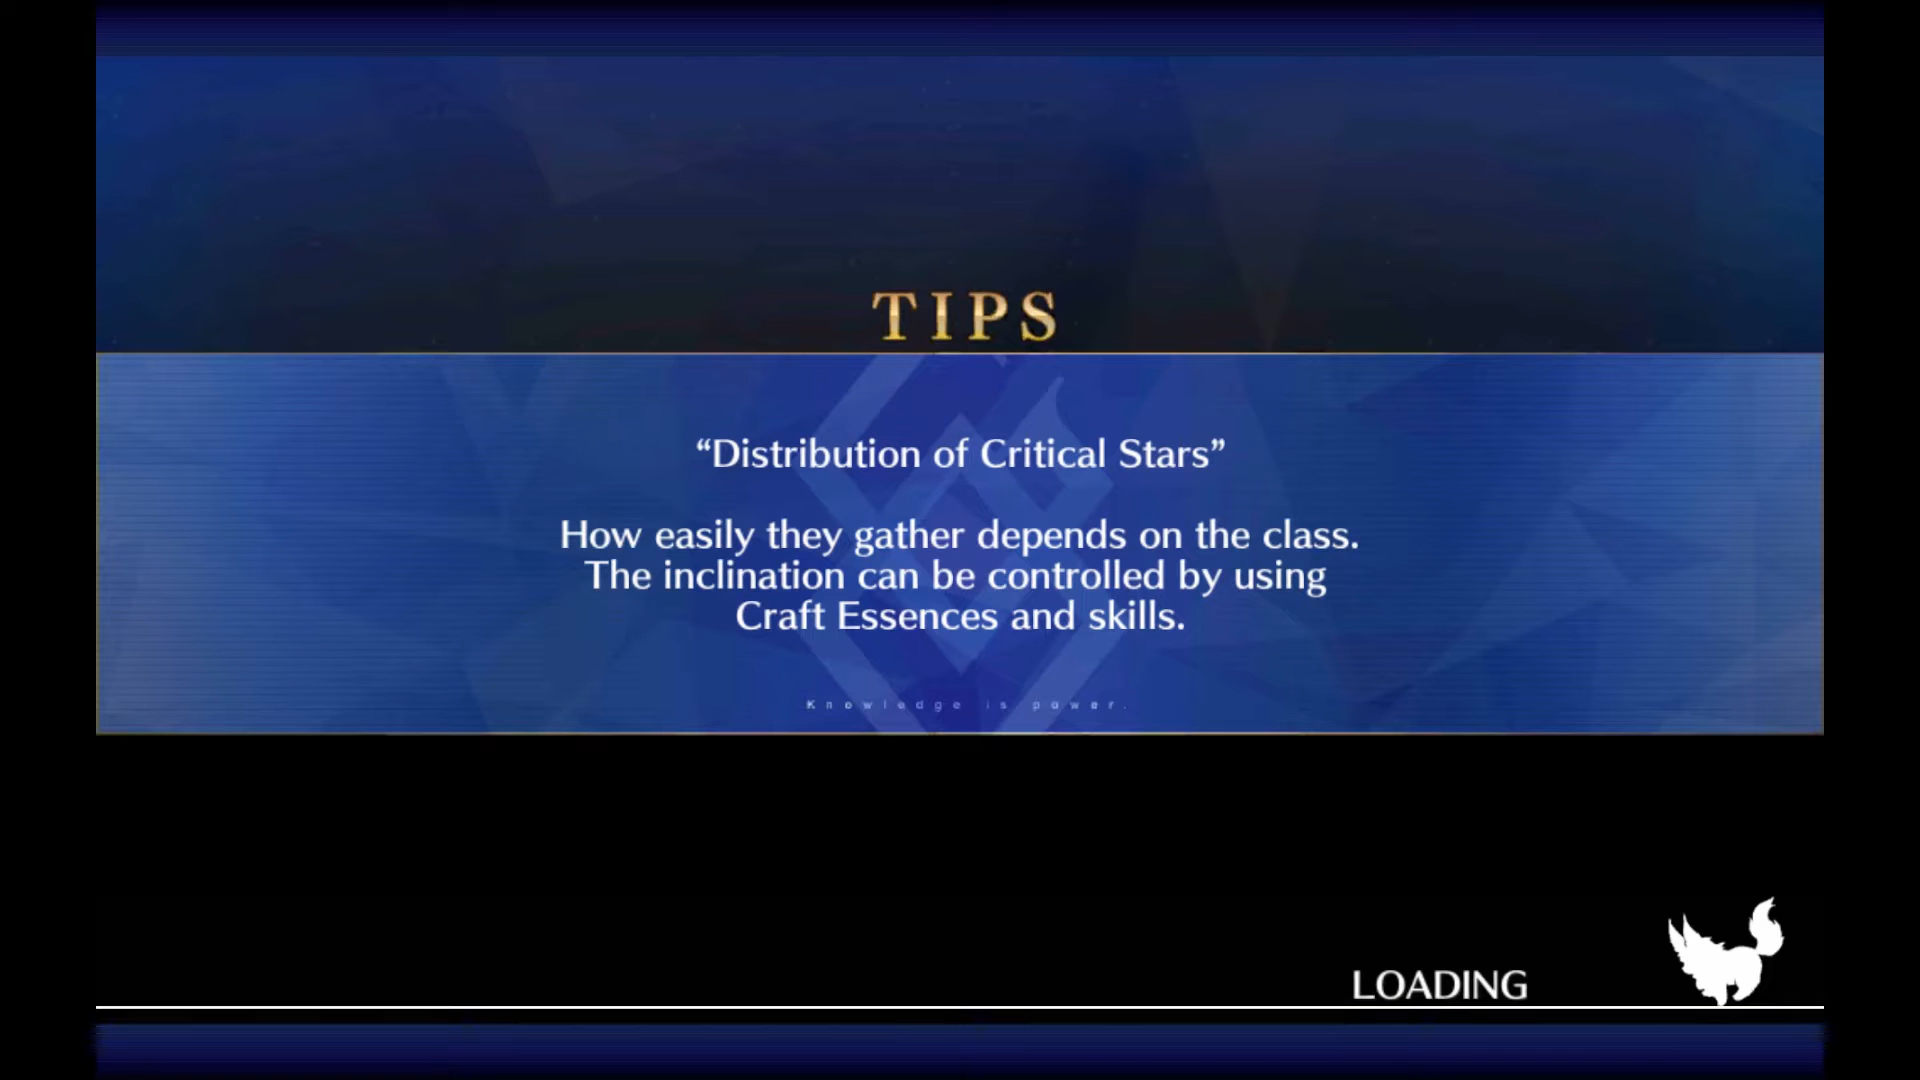 TIPS
“Distribution of Critical Stars”
How easily they gather depends on the class.
The inclination can be controlled by using
Craft Essences and skills.
Knowledge is power.
LOADING